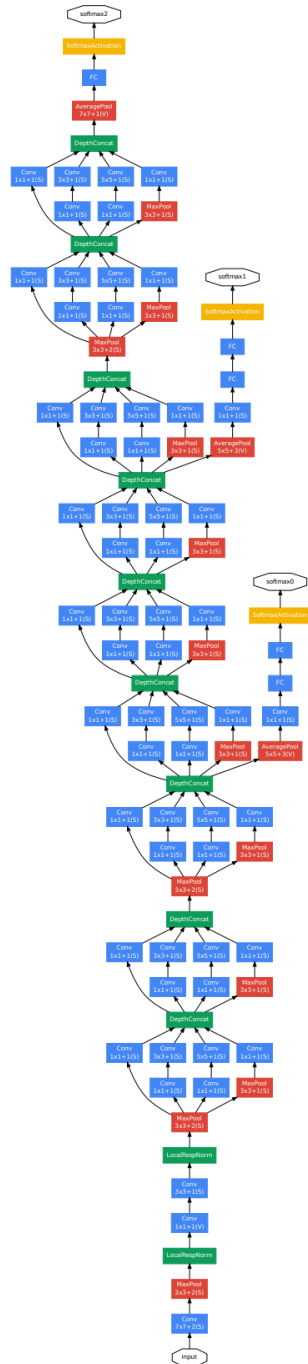 softmax2
SoftmaxActivation
FC
AveragePool
7x7+1(V)
DepthConcat
Conv Conv Conv Conv
1x1+1(S) 3x3+1(S) 5x5+1(S) 1x1+1(S)
Conv Conv MaxPool
1x1+1(S) 1x1+1(S) 3x3+1(S)
DepthConcat
Conv Conv Conv Conv
1x1+1(S) 3x3+1(S) 5x5+1(S) 1x1+1(S)
softmax1
Conv Conv MaxPool
1x1+1(S) 1x1+1(S) 3x3+1(S)
SoftmaxActivation
MaxPool
3x3+2(S)
FC
DepthConcat
FC
Conv Conv Conv Conv Conv
1x1+1(S) 3x3+1(S) 5x5+1(S) 1x1+1(S) 1x1+1(S)
Conv Conv MaxPool AveragePool
1x1+1(S) 1x1+1(S) 3x3+1(S) 5x5+3(V)
DepthConcat
Conv Conv Conv Conv
1x1+1(S) 3x3+1(S) 5x5+1(S) 1x1+1(S)
Conv Conv MaxPool
1x1+1(S) 1x1+1(S) 3x3+1(S)
DepthConcat
softmax0
Conv Conv Conv Conv
1x1+1(S) 3x3+1(S) 5x5+1(S) 1x1+1(S)
SoftmaxActivation
Conv Conv MaxPool
1x1+1(S) 1x1+1(S) 3x3+1(S)
FC
DepthConcat
FC
Conv Conv Conv Conv Conv
1x1+1(S) 3x3+1(S) 5x5+1(S) 1x1+1(S) 1x1+1(S)
Conv Conv MaxPool AveragePool
1x1+1(S) 1x1+1(S) 3x3+1(S) 5x5+3(V)
DepthConcat
Conv Conv Conv Conv
1x1+1(S) 3x3+1(S) 5x5+1(S) 1x1+1(S)
Conv Conv MaxPool
1x1+1(S) 1x1+1(S) 3x3+1(S)
MaxPool
3x3+2(S)
DepthConcat
Conv Conv Conv Conv
1x1+1(S) 3x3+1(S) 5x5+1(S) 1x1+1(S)
Conv Conv MaxPool
1x1+1(S) 1x1+1(S) 3x3+1(S)
DepthConcat
Conv Conv Conv Conv
1x1+1(S) 3x3+1(S) 5x5+1(S) 1x1+1(S)
Conv Conv MaxPool
1x1+1(S) 1x1+1(S) 3x3+1(S)
MaxPool
3x3+2(S)
LocalRespNorm
Conv
3x3+1(S)
Conv
1x1+1(V)
LocalRespNorm
MaxPool
3x3+2(S)
Conv
7x7+2(S)
input